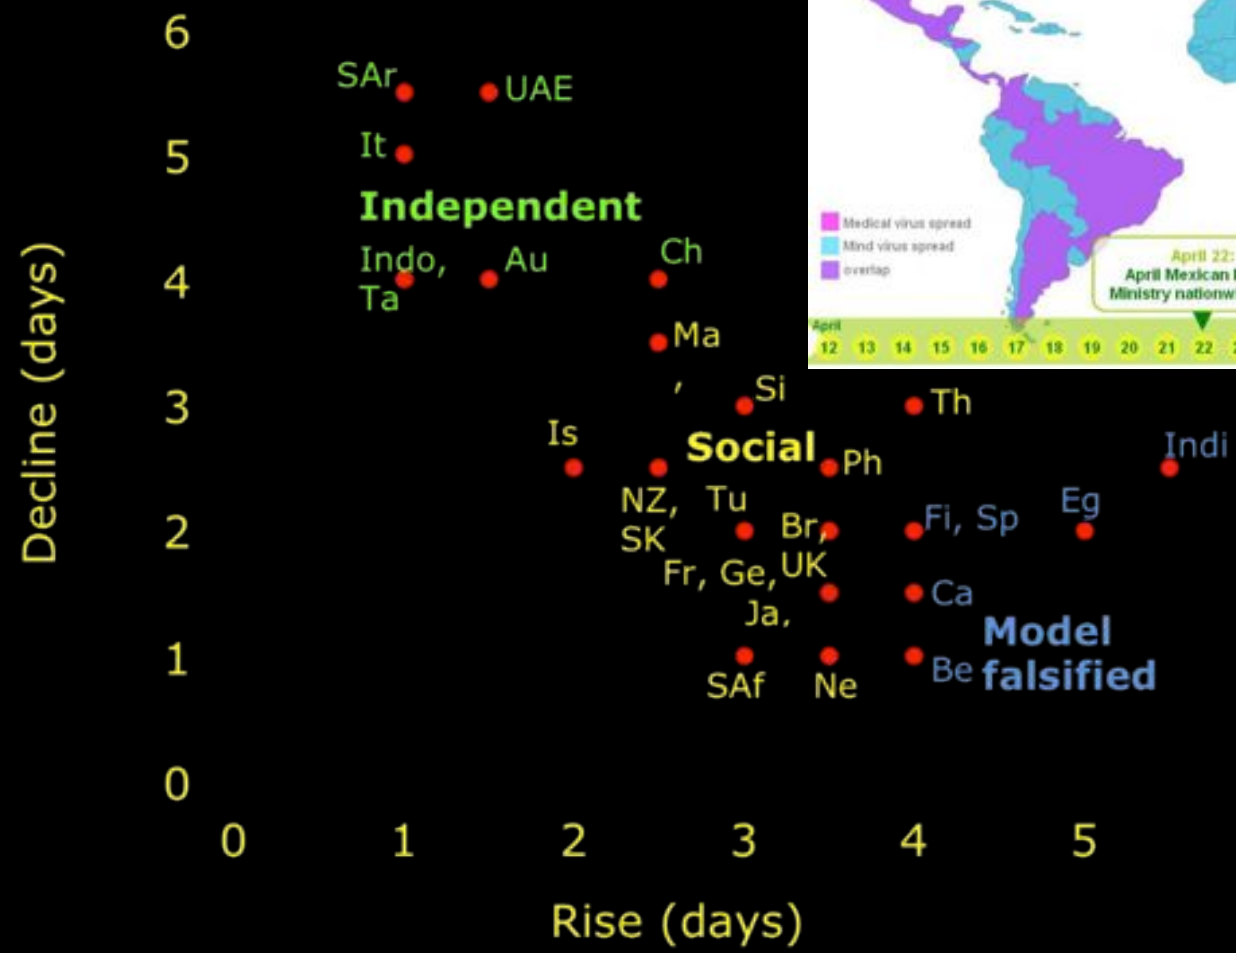 6
SAr
UAE
It
5
Independent
Indo,
Ta
Au
Ch
4
Ma
,
Si
Th
3
Is
Social
Ph
Indi
NZ,
SK
Tu
Br,
UK
Fi, Sp
Eg
2
Fr, Ge,
Ja,
Ca
Model
falsified
1
SAf
Ne
Be
0
0 1 2 3 4 5
Rise (days)
Decline (days)
Medical virus spread
Mind virus spread
overlap
April 22:
April Mexican
Ministry nationw
April
12 13 14 15 16 17 18 19 20 21 22